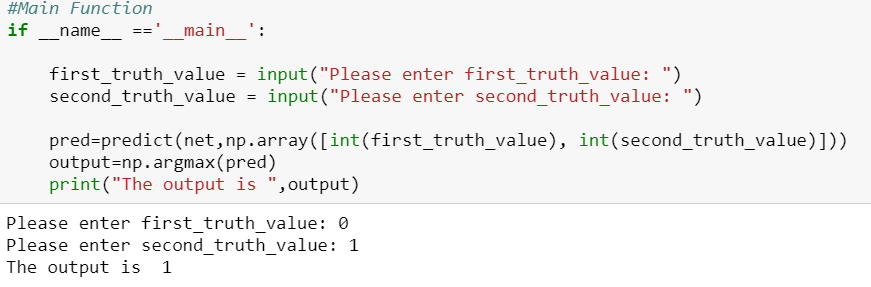 #Main Function
if __name__ =='__main__':
first_truth_value = input("Please enter first_truth_value: ")
second_truth_value = input("Please enter second_truth_value: ")
pred=predict(net,np.array([int(first_truth_value), int(second_truth_value)]))
output=np.argmax(pred)
print("The output is ",output)
Please enter first_truth_value: 0
Please enter second_truth_value: 1
The output is  1